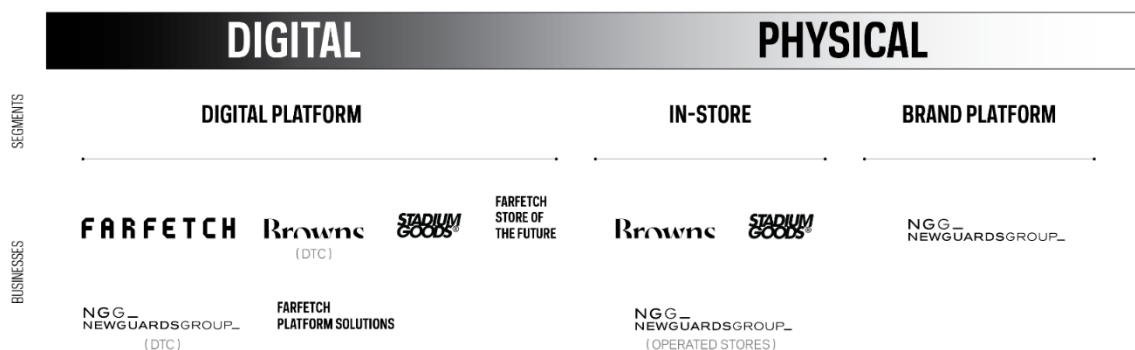 DIGITAL PHYSICAL
SEGMENTS
DIGITAL PLATFORM IN-STORE BRAND PLATFORM
BUSINESSES
FARFETCH
Browns
(DTC)
STADIUM
GOODS®
FARFETCH
STORE OF
THE FUTURE
Browns
STADIUM
GOODS®
NGG_
NEWGUARDSGROUP_
NGG_
NEWGUARDSGROUP_
(DTC)
FARFETCH
PLATFORM SOLUTIONS
NGG_
NEWGUARDSGROUP_
(OPERATED STORES)